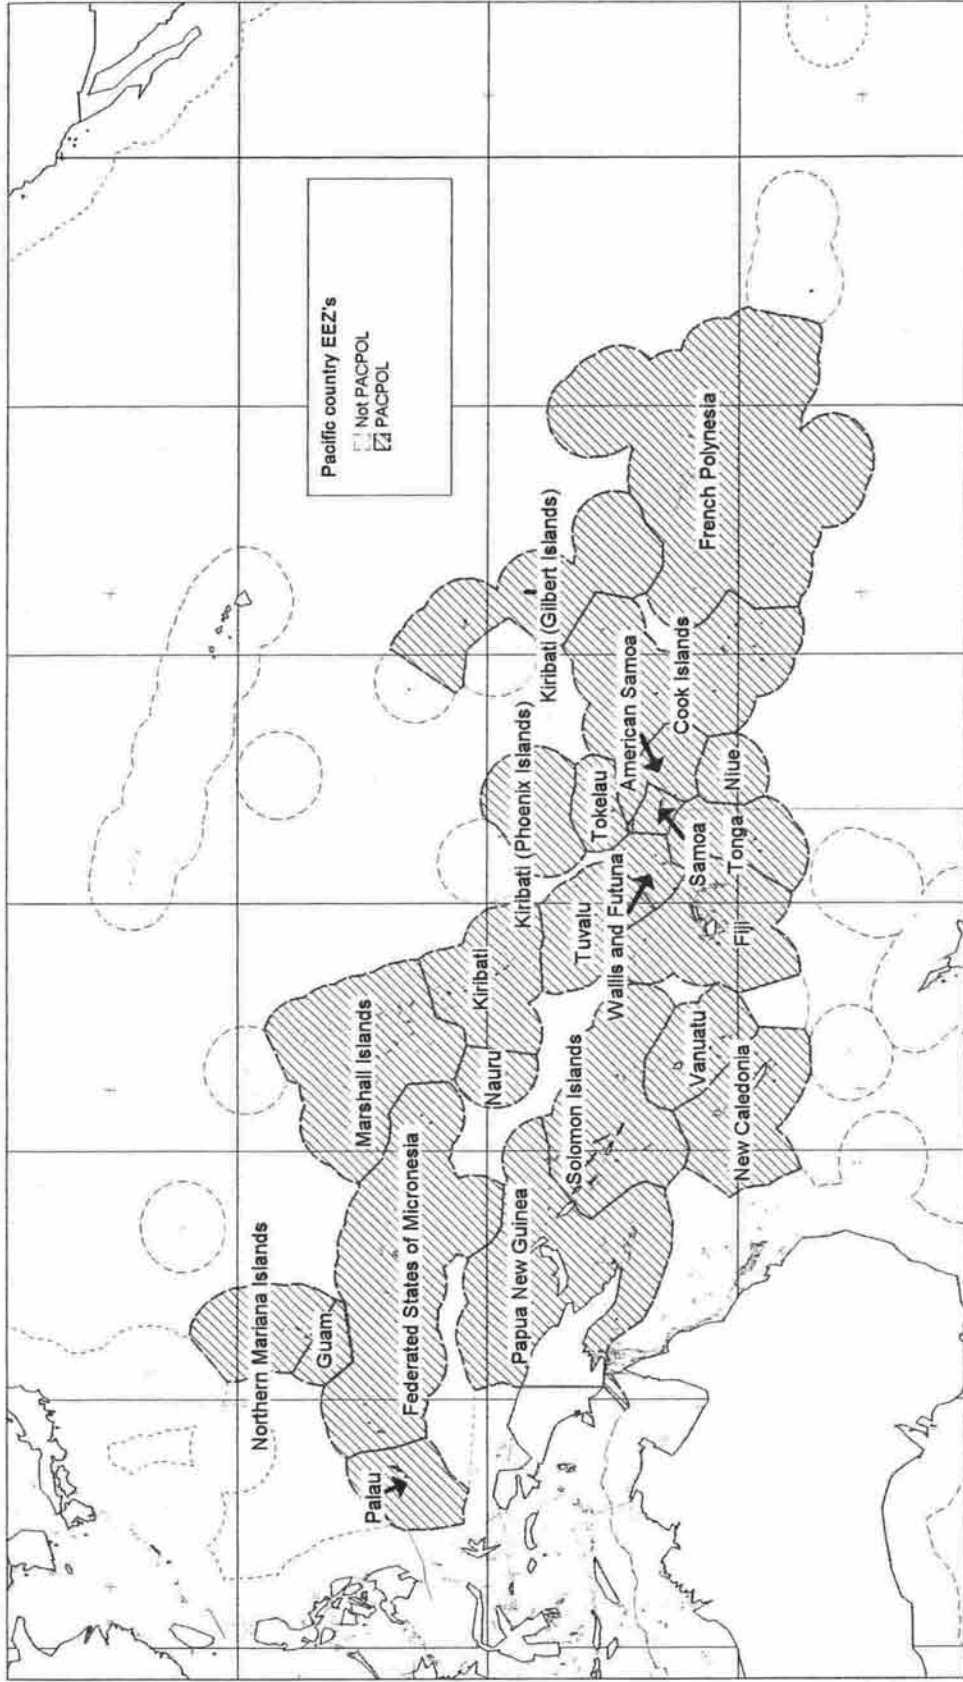 Pacific country EEZ's
Not PACPOL
PACPOL
Northern Mariana Islands
Guam
Palau
Federated States of Micronesia
Marshall Islands
Nauru
Kiribati
Kiribati (Phoenix Islands)
Kiribati (Gilbert Islands)
Papua New Guinea
Solomon Islands
Tuvalu
Tokelau
Wallis and Futuna
American Samoa
Samoa
Cook Islands
French Polynesia
Vanuatu
New Caledonia
Fiji
Tonga
Niue